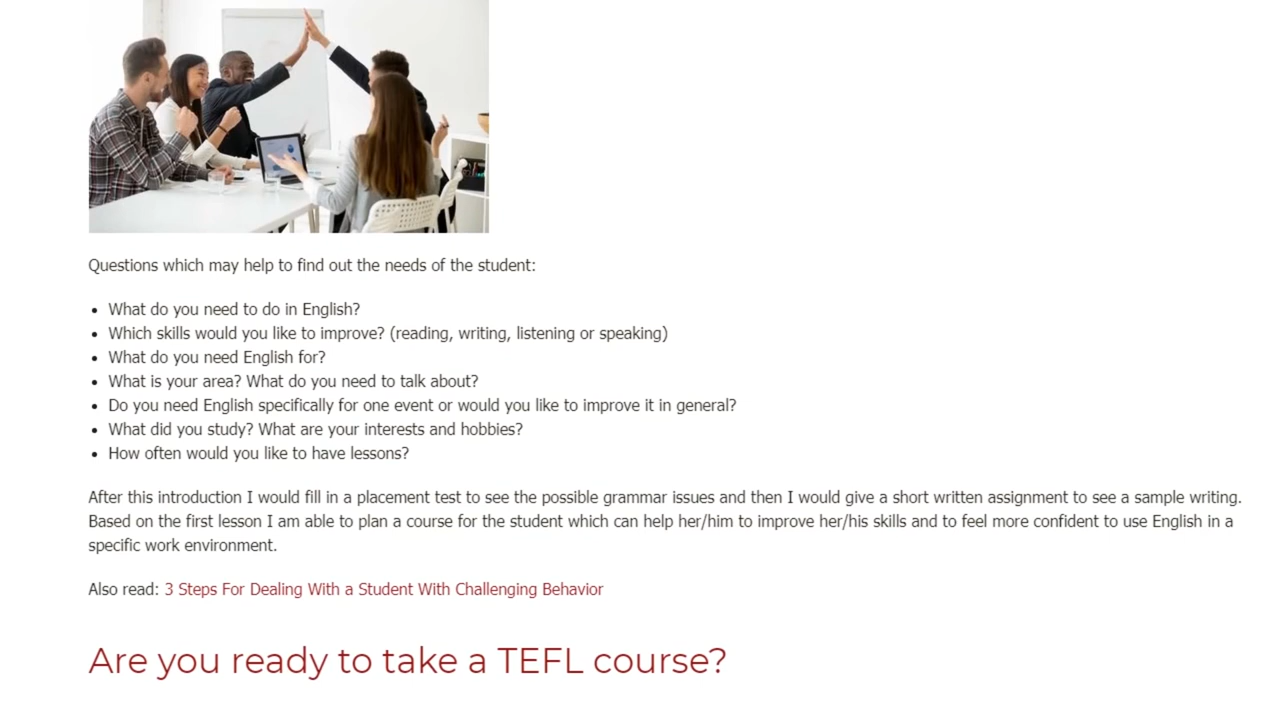 Questions which may help to find out the needs of the student:
• What do you need to do in English?
• Which skills would you like to improve? (reading, writing, listening or speaking)
• What do you need English for?
• What is your area? What do you need to talk about?
• Do you need English specifically for one event or would you like to improve it in general?
• What did you study? What are your interests and hobbies?
• How often would you like to have lessons?
After this introduction I would fill in a placement test to see the possible grammar issues and then I would give a short written assignment to see a sample writing.
Based on the first lesson I am able to plan a course for the student which can help her/him to improve her/his skills and to feel more confident to use English in a
specific work environment.
Also read: 3 Steps For Dealing With a Student With Challenging Behavior
Are you ready to take a TEFL course?